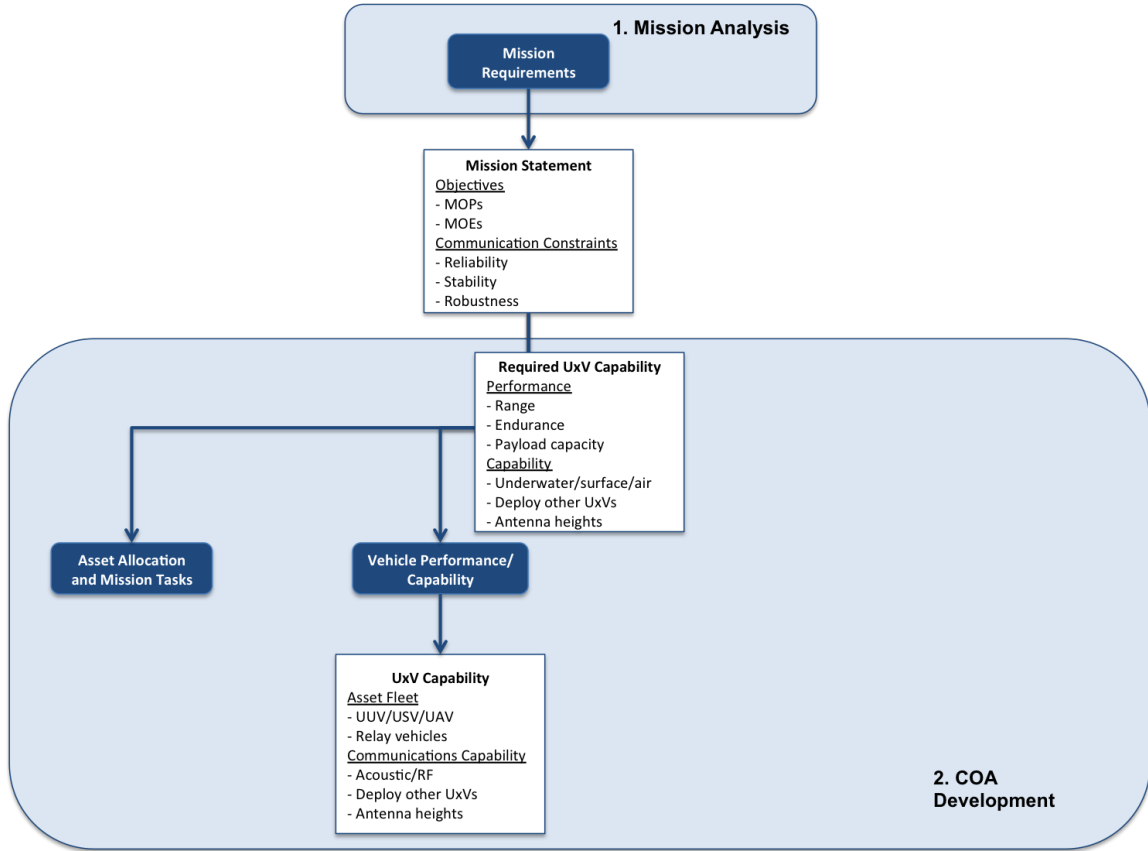 1. Mission Analysis
Mission
Requirements
Mission Statement
Objectives
- MOPs
- MOEs
Communication Constraints
- Reliability
- Stability
- Robustness
Required UxV Capability
Performance
- Range
- Endurance
- Payload capacity
Capability
- Underwater/surface/air
- Deploy other UxVs
- Antenna heights
Asset Allocation
and Mission Tasks
Vehicle Performance/
Capability
UxV Capability
Asset Fleet
- UUV/USV/UAV
- Relay vehicles
Communications Capability
- Acoustic/RF
- Deploy other UxVs
- Antenna heights
2. COA
Development